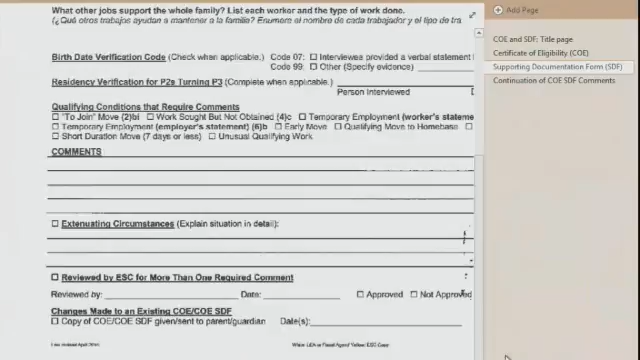 What other jobs support the whole family? List each worker and the type of work done.
(¿Qué otros trabajos ayudan a mantener a la familia? Enumere el nombre de cada trabajador y el tipo de tra
Birth Date Verification Code (Check when applicable.) Code 07: ☐ Interviewee provided a verbal statement
Code 99: ☐ Other (Specify evidence)
Residency Verification for P2s Turning P3 (Complete when applicable.)
Person Interviewed
Qualifying Conditions that Require Comments
☐ "To Join" Move (2)bi ☐ Work Sought But Not Obtained (4)c ☐ Temporary Employment (worker's stateme
☐ Temporary Employment (employer's statement) (6)b ☐ Early Move ☐ Qualifying Move to Homebase ☐
☐ Short Duration Move (7 days or less) ☐ Unusual Qualifying Work
COMMENTS
☐ Extenuating Circumstances (Explain situation in detail):
☐ Reviewed by ESC for More Than One Required Comment
Reviewed by: Date: ☐ Approved ☐ Not Approved
Changes Made to an Existing COE/COE SDF
☐ Copy of COE/COE SDF given/sent to parent/guardian Date(s):
Add Page
COE and SDF: Title page
Certificate of Eligibility (COE)
Supporting Documentation Form (SDF)
Continuation of COE SDF Comments